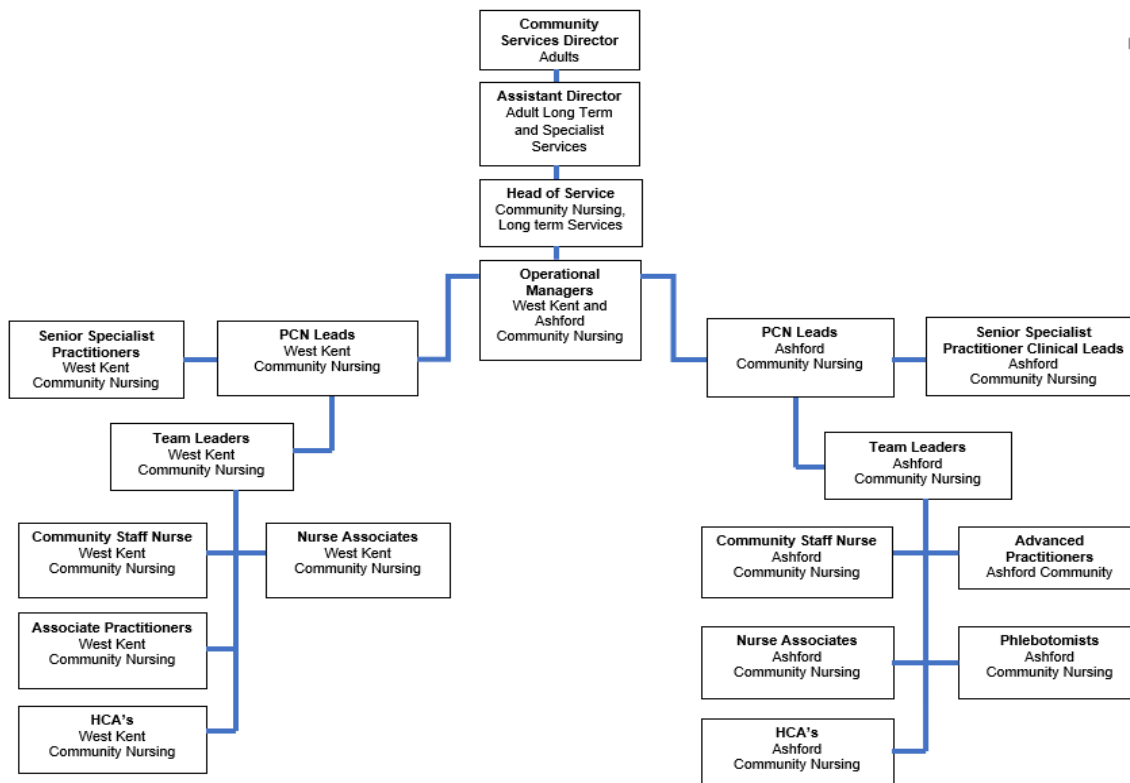 Community
Services Director
Adults
Assistant Director
Adult Long Term
and Specialist
Services
Head of Service
Community Nursing,
Long term Services
Operational
Managers
West Kent and
Ashford
Community Nursing
Senior Specialist
Practitioners
West Kent
Community Nursing
PCN Leads
West Kent
Community Nursing
PCN Leads
Ashford
Community Nursing
Senior Specialist
Practitioner Clinical Leads
Ashford
Community Nursing
Team Leaders
West Kent
Community Nursing
Team Leaders
Ashford
Community Nursing
Community Staff Nurse
West Kent
Community Nursing
Nurse Associates
West Kent
Community Nursing
Community Staff Nurse
Ashford
Community Nursing
Advanced
Practitioners
Ashford Community
Associate Practitioners
West Kent
Community Nursing
Nurse Associates
Ashford
Community Nursing
Phlebotomists
Ashford
Community Nursing
HCA's
West Kent
Community Nursing
HCA's
Ashford
Community Nursing